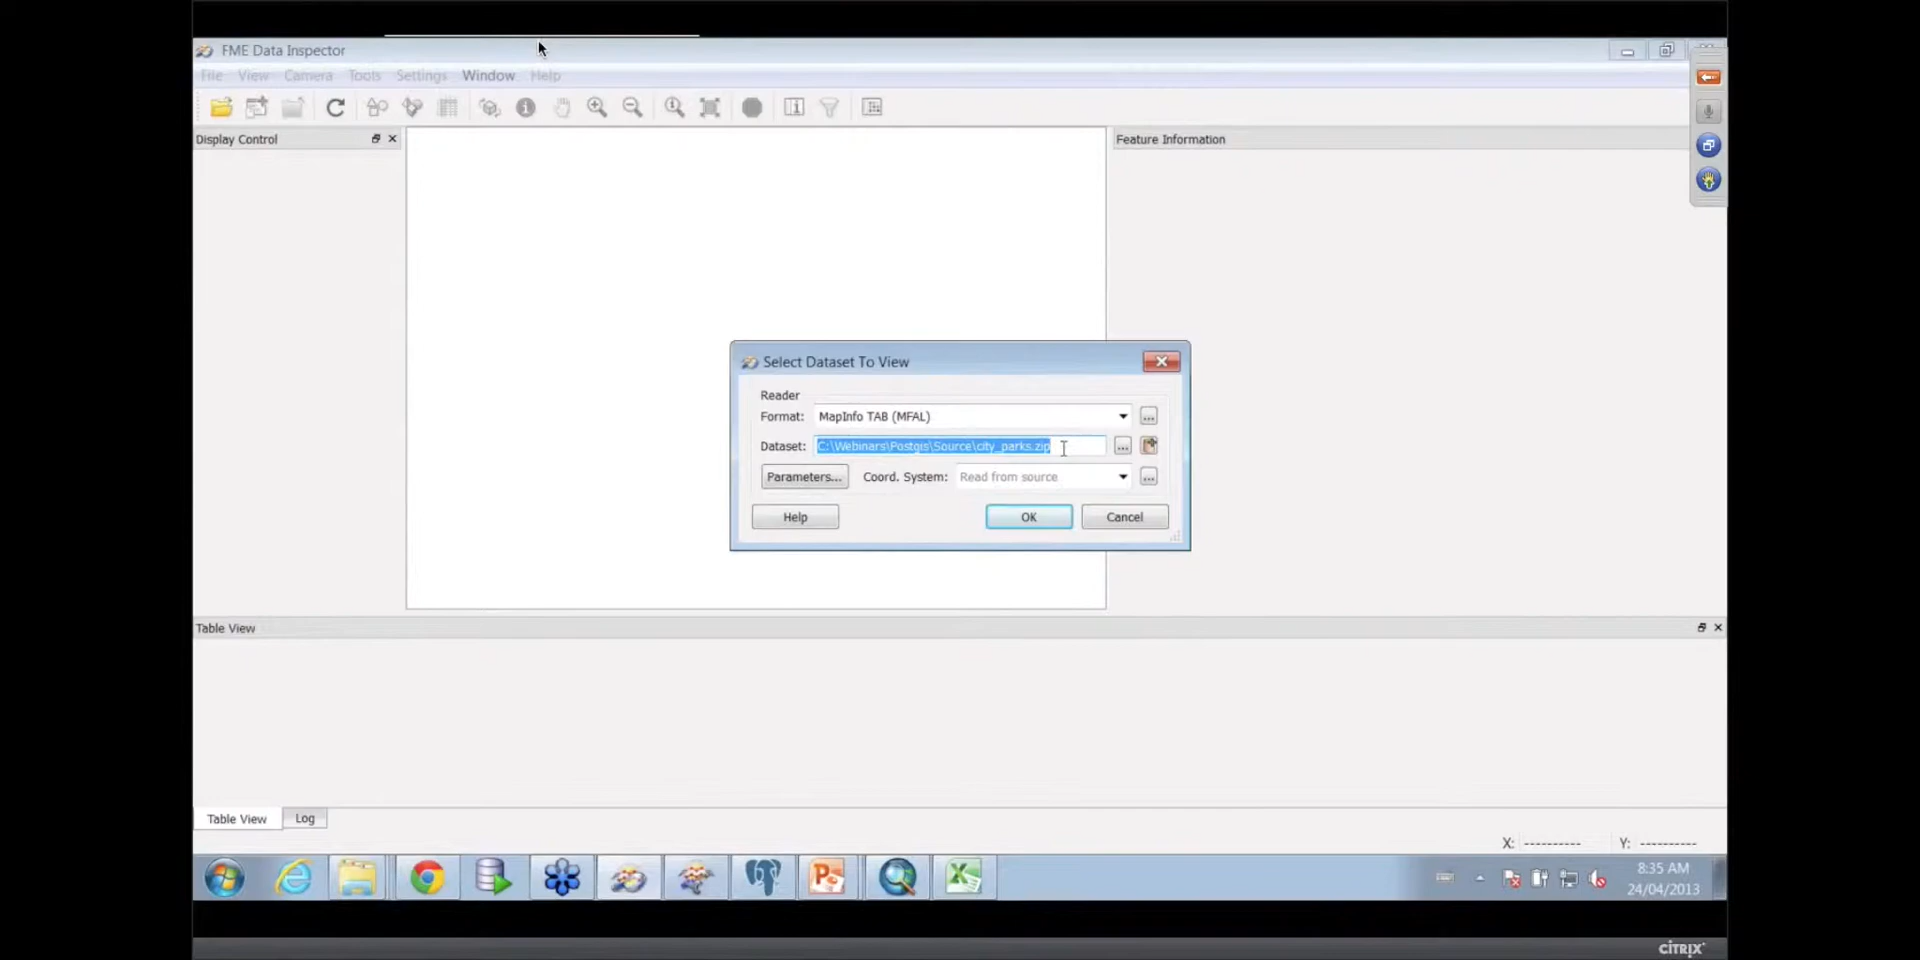 FME Data Inspector
File View Camera Tools Settings Window Help
Display Control
Feature Information
Select Dataset To View
Reader
Format: MapInfo TAB (MFAL)
Dataset: C:\Webinars\Postgis\Source\city_parks.zip
Parameters... Coord. System: Read from source
Help OK Cancel
Table View
Table View Log
X: ---------- Y: ----------
8:35 AM
24/04/2013
CITRIX